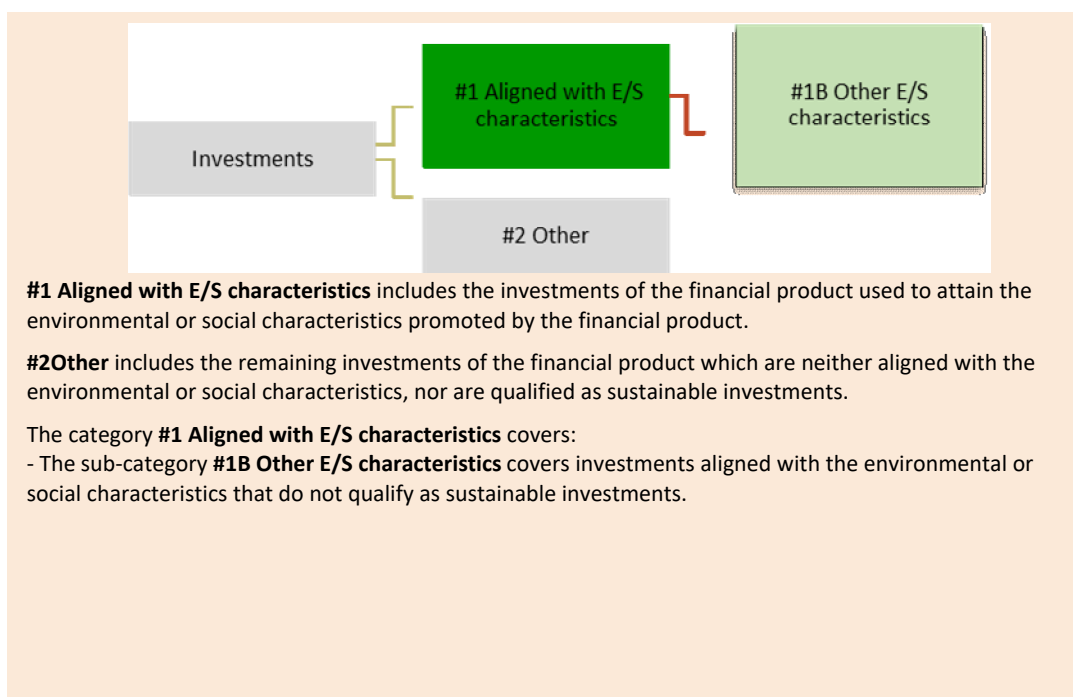 #1 Aligned with E/S
characteristics
#1B Other E/S
characteristics
Investments
#2 Other
#1 Aligned with E/S characteristics includes the investments of the financial product used to attain the
environmental or social characteristics promoted by the financial product.
#2Other includes the remaining investments of the financial product which are neither aligned with the
environmental or social characteristics, nor are qualified as sustainable investments.
The category #1 Aligned with E/S characteristics covers:
- The sub-category #1B Other E/S characteristics covers investments aligned with the environmental or
social characteristics that do not qualify as sustainable investments.